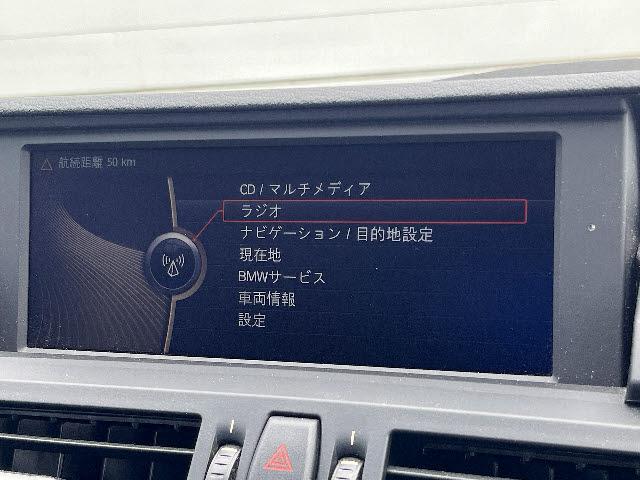 航続距離 50 km
CD / マルチメディア
ラジオ
ナビゲーション / 目的地設定
現在地
BMWサービス
車両情報
設定